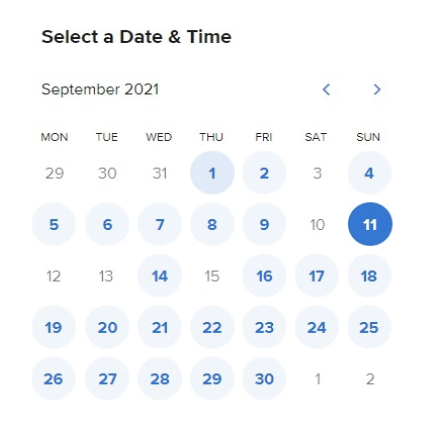 Select a Date & Time
September 2021
MON TUE WED THU FRI SAT SUN
29 30 31 1 2 3 4
5 6 7 8 9 10 11
12 13 14 15 16 17 18
19 20 21 22 23 24 25
26 27 28 29 30 1 2